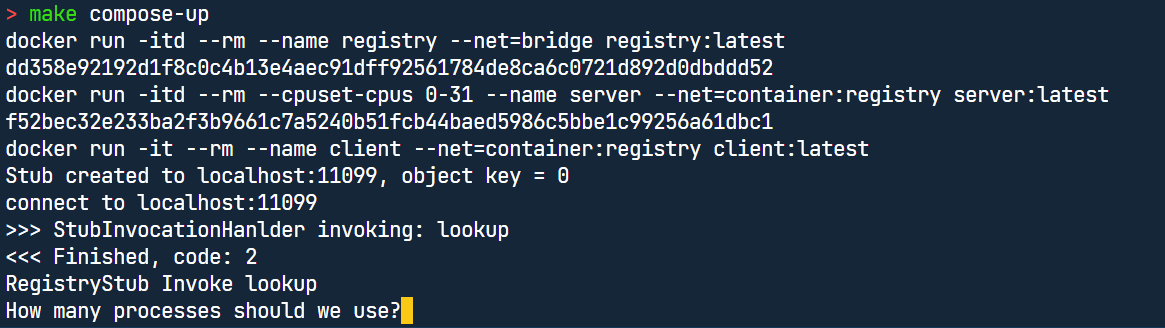 > make compose-up
docker run -itd --rm --name registry --net=bridge registry:latest
dd358e92192d1f8c0c4b13e4aec91dff92561784de8ca6c0721d892d0dbddd52
docker run -itd --rm --cpuset-cpus 0-31 --name server --net=container:registry server:latest
f52bec32e233ba2f3b9661c7a5240b51fcb44baed5986c5bbe1c99256a61dbc1
docker run -it --rm --name client --net=container:registry client:latest
Stub created to localhost:11099, object key = 0
connect to localhost:11099
>>> StubInvocationHanlder invoking: lookup
<<< Finished, code: 2
RegistryStub Invoke lookup
How many processes should we use?